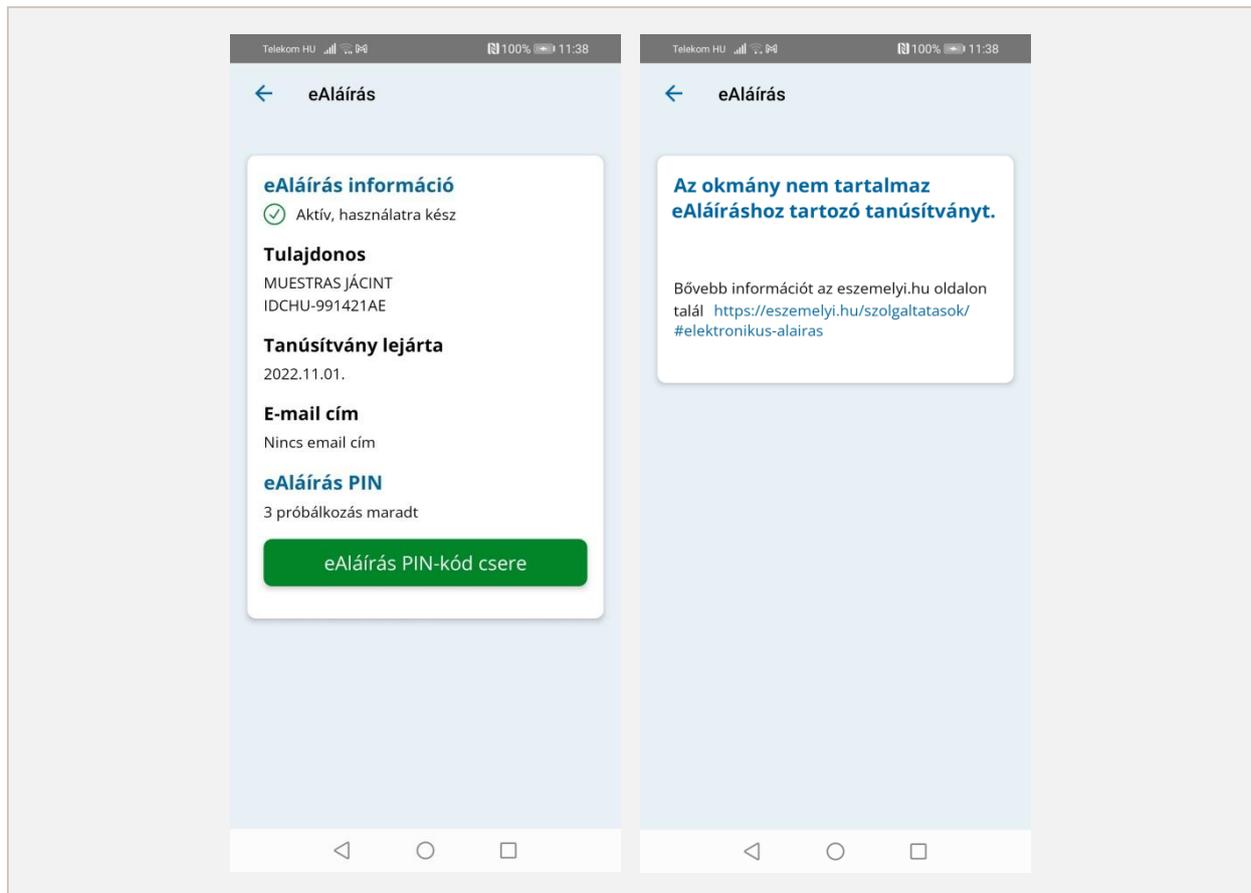 Telekom HU 100% 11:38
eAláírás
eAláírás információ
Aktív, használatra kész
Tulajdonos
MUESTRAS JÁCINT
IDCHU-991421AE
Tanúsítvány lejárta
2022.11.01.
E-mail cím
Nincs email cím
eAláírás PIN
3 próbálkozás maradt
eAláírás PIN-kód csere
Telekom HU 100% 11:38
eAláírás
Az okmány nem tartalmaz
eAláíráshoz tartozó tanúsítványt.
Bővebb információt az eszemelyi.hu oldalon
talál https://eszemelyi.hu/szolgaltatasok/
#elektronikus-alairas